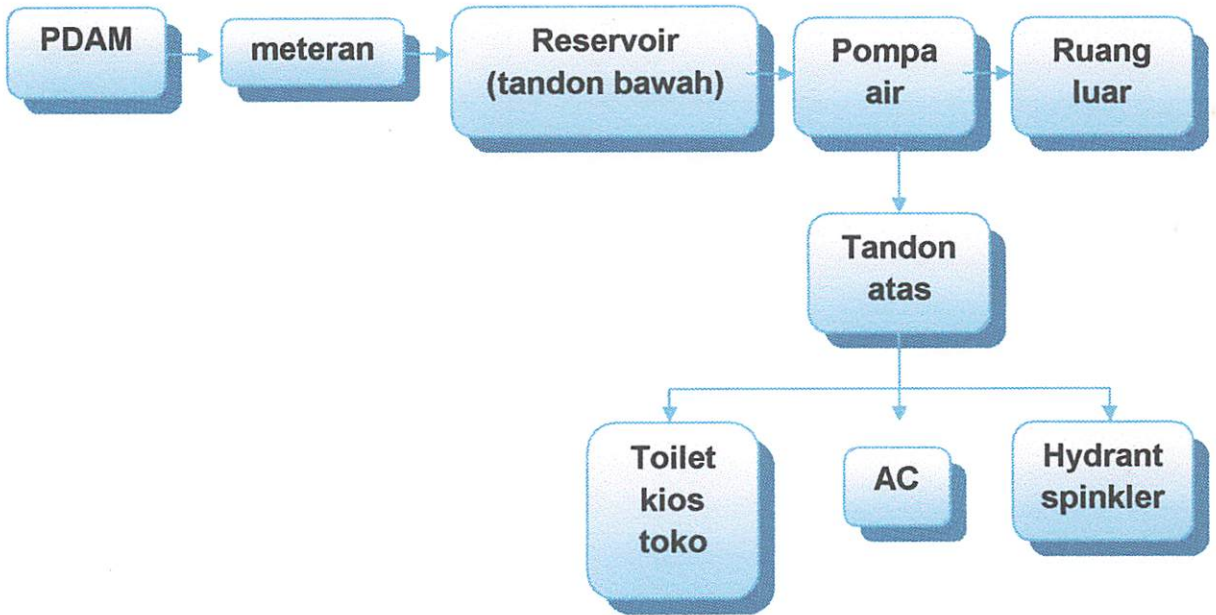 PDAM
meteran
Reservoir
(tandon bawah)
Pompa
air
Ruang
luar
Tandon
atas
Toilet
kios
toko
AC
Hydrant
spinkler